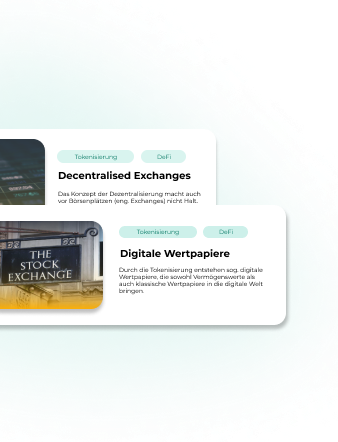 Tokenisierung
DeFi
Decentralised Exchanges
Das Konzept der Dezentralisierung macht auch
vor Börsenplätzen (eng. Exchanges) nicht Halt.
Tokenisierung
DeFi
THE
STOCK
EXCHANGE
Digitale Wertpapiere
Durch die Tokenisierung entstehen sog. digitale
Wertpapiere, die sowohl Vermögenswerte als
auch klassische Wertpapiere in die digitale Welt
bringen.